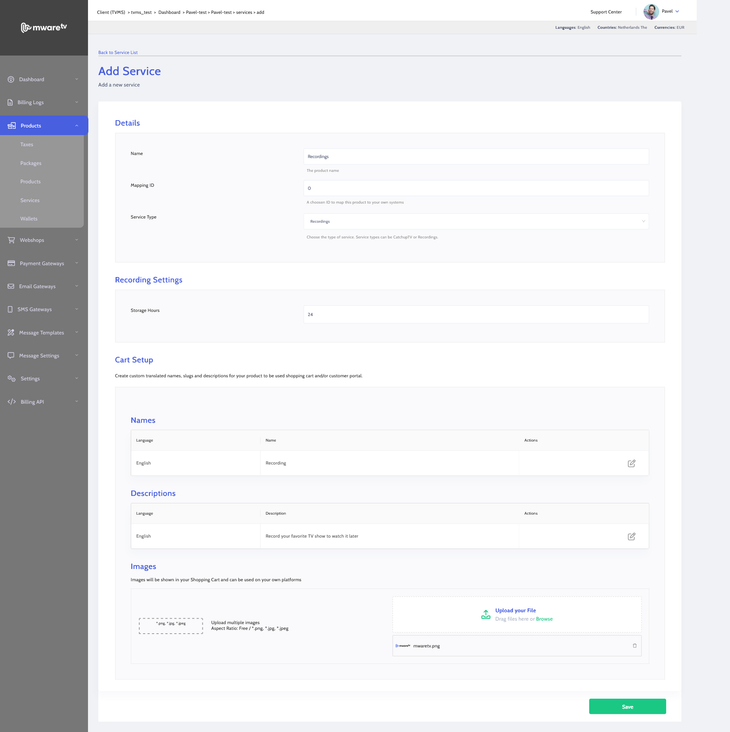 mwaretv
Client (TVMS) > tvms_test > Dashboard > Pavel-test > Pavel-test > services > add
Support Center
Pavel
Languages: English Countries: Netherlands The Currencies: EUR
Dashboard
Billing Logs
Products
Taxes
Packages
Products
Services
Wallets
Webshops
Payment Gateways
Email Gateways
SMS Gateways
Message Templates
Message Settings
Settings
Billing API
Back to Service List
Add Service
Add a new service
Details
Name
Recordings
The product name
Mapping ID
0
A choosen ID to map this product to your own systems
Service Type
Recordings
Choose the type of service. Service types can be CatchupTV or Recordings.
Recording Settings
Storage Hours
24
Cart Setup
Create custom translated names, slugs and descriptions for your product to be used shopping cart and/or customer portal.
Names
Language Name Actions
English Recording
Descriptions
Language Description Actions
English Record your favorite TV show to watch it later
Images
Images will be shown in your Shopping Cart and can be used on your own platforms
*.png, *.jpg, *.jpeg
Upload multiple images
Aspect Ratio: Free / *.png, *.jpg, *.jpeg
Upload your File
Drag files here or Browse
mwaretv.png
Save